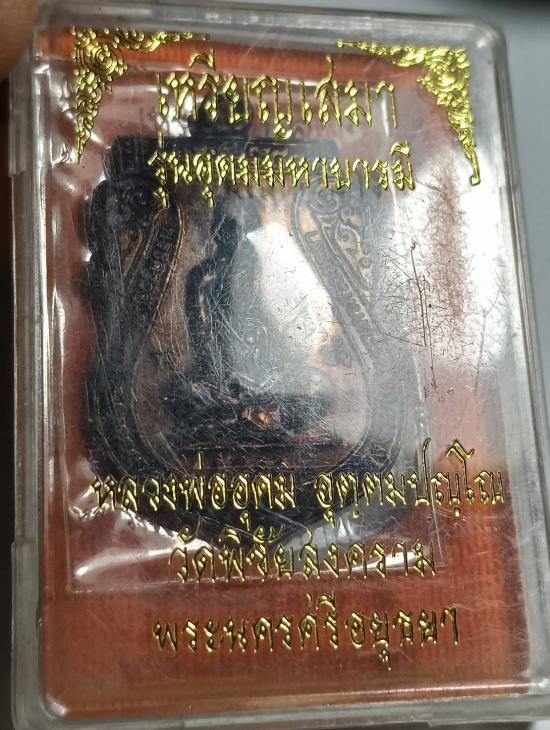 เหรียญเสมา
รุ่นอุดมมหาบารมี
หลวงพ่ออุดม อุตฺตมปญฺโญ
วัดพิชัยสงคราม
พระนครศรีอยุธยา